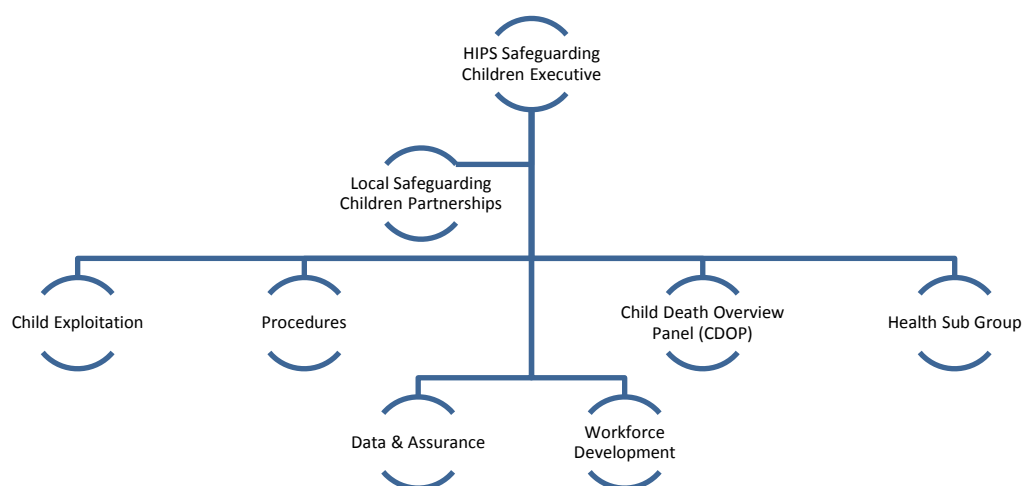 HIPS Safeguarding
Children Executive
Local Safeguarding
Children Partnerships
Child Exploitation
Procedures
Child Death Overview
Panel (CDOP)
Health Sub Group
Data & Assurance
Workforce
Development